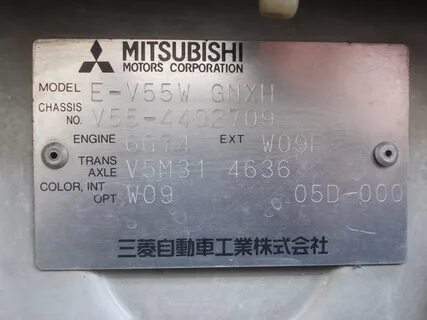 MITSUBISHI
MOTORS CORPORATION
MODEL E-V55W GNXH
CHASSIS NO. V55-4402709
ENGINE 6G74 EXT W09F
TRANS AXLE V5M31 4636
COLOR, INT OPT W09 05D-000
三菱自動車工業株式会社